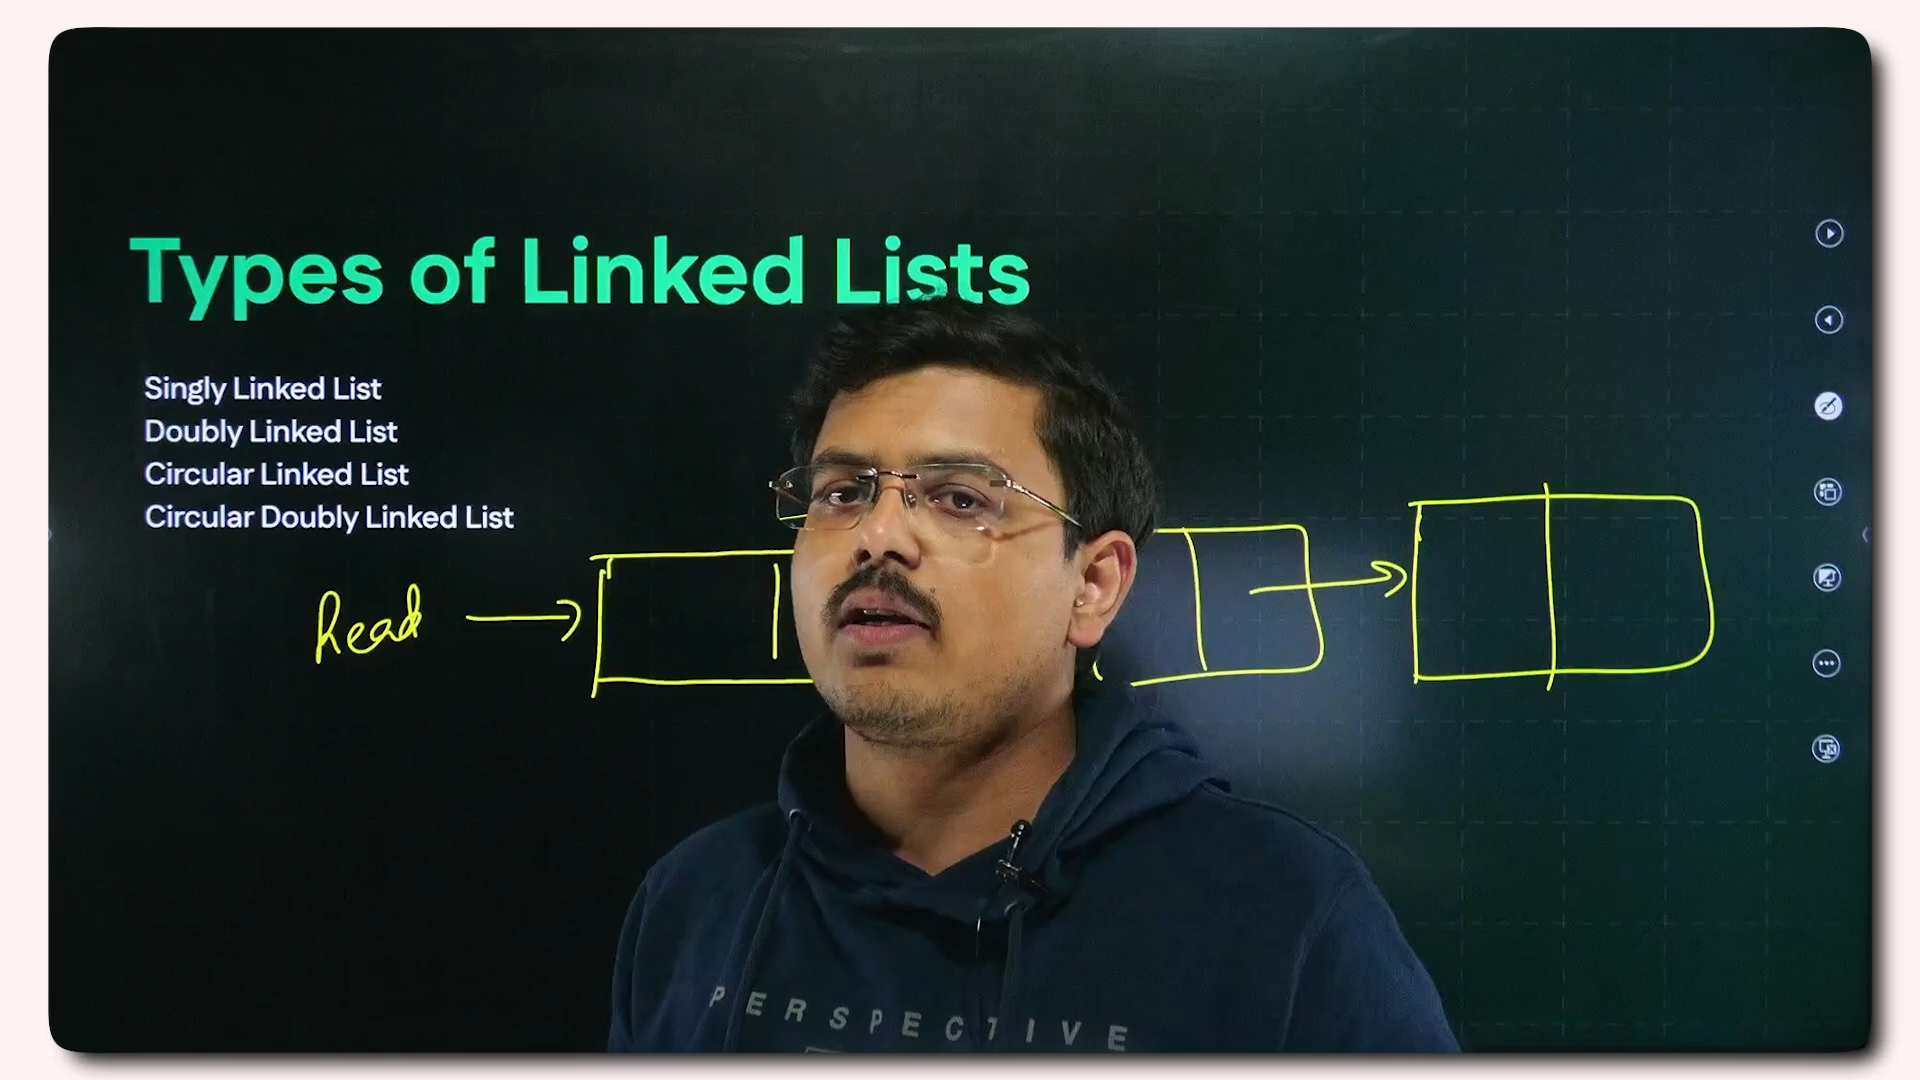 Types of Linked Lists
Singly Linked List
Doubly Linked List
Circular Linked List
Circular Doubly Linked List
head
PERSPECTIVE